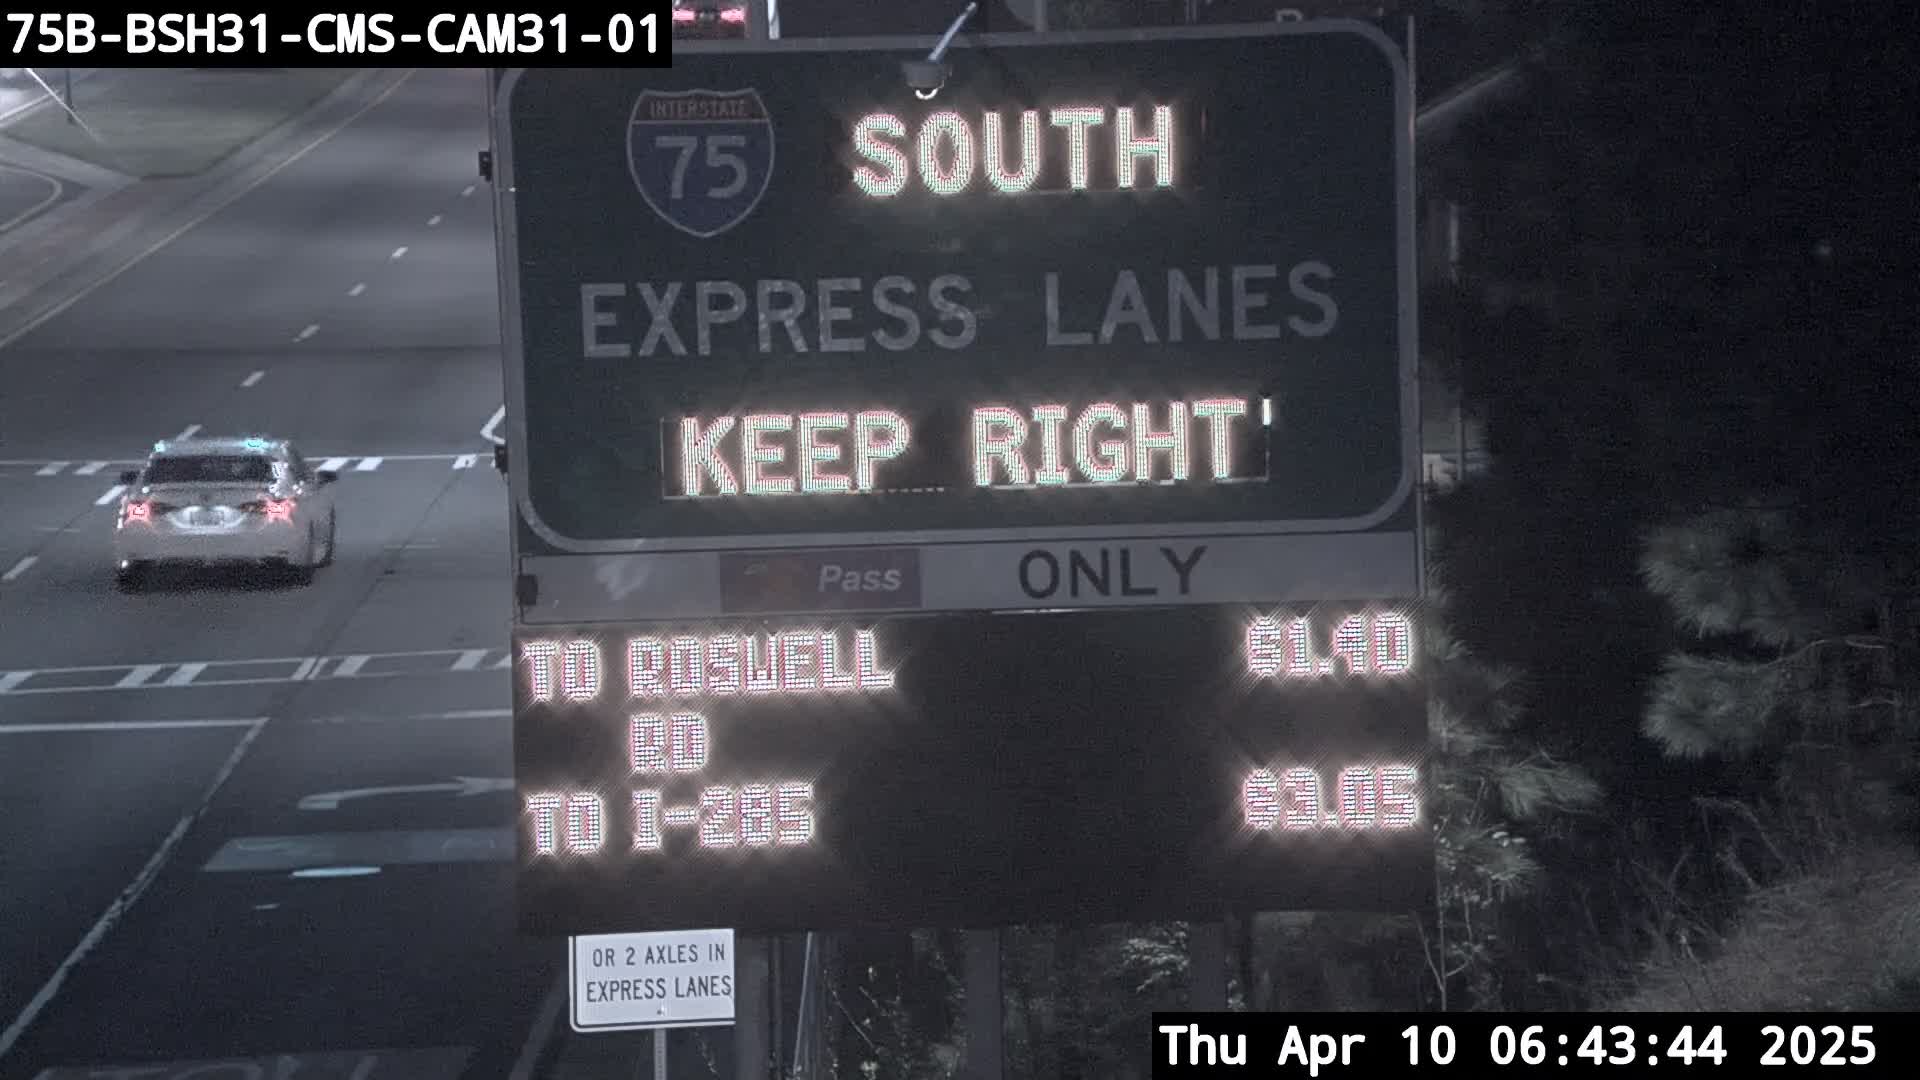 75B-BSH31-CMS-CAM31-01
INTERSTATE
75
SOUTH
EXPRESS LANES
KEEP RIGHT
Pass ONLY
TO ROSWELL $1.40
RD
TO I-285 $3.05
OR 2 AXLES IN
EXPRESS LANES
Thu Apr 10 06:43:44 2025